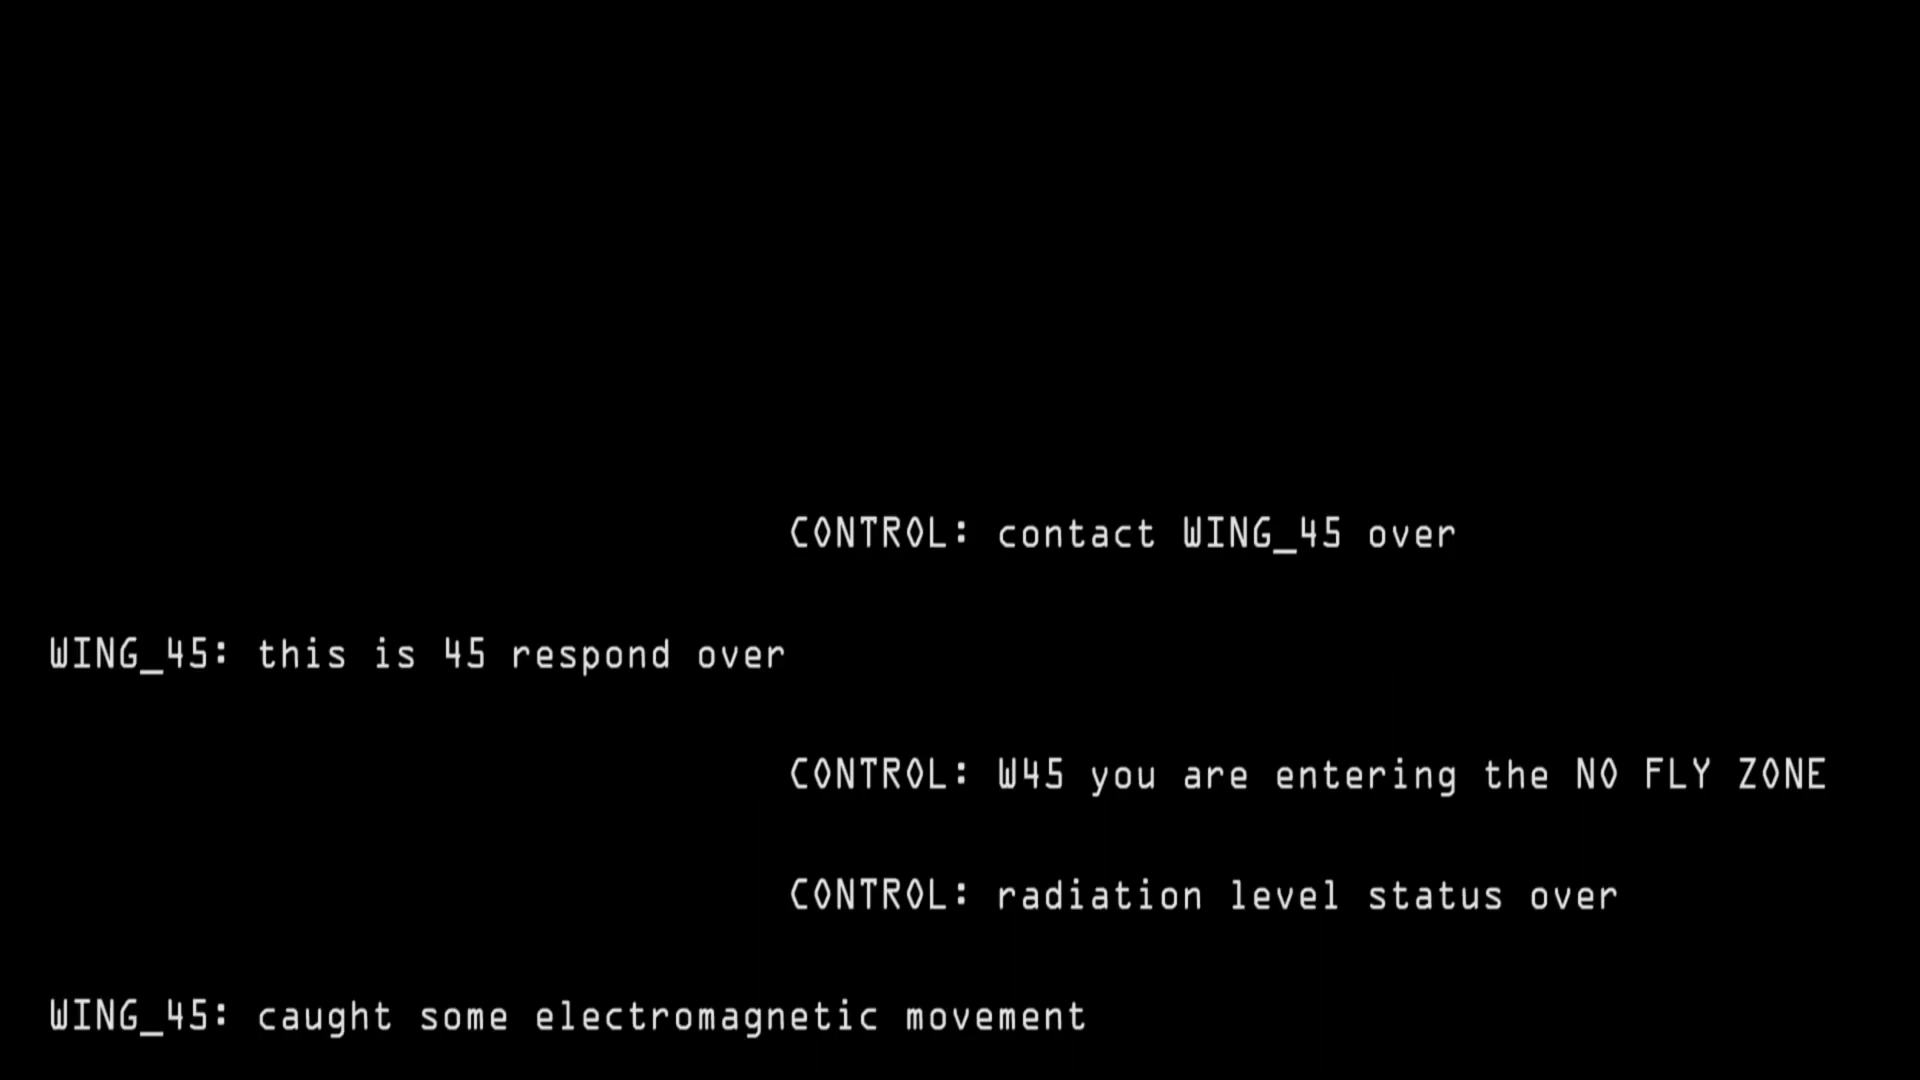 CONTROL: contact WING_45 over
WING_45: this is 45 respond over
CONTROL: W45 you are entering the NO FLY ZONE
CONTROL: radiation level status over
WING_45: caught some electromagnetic movement